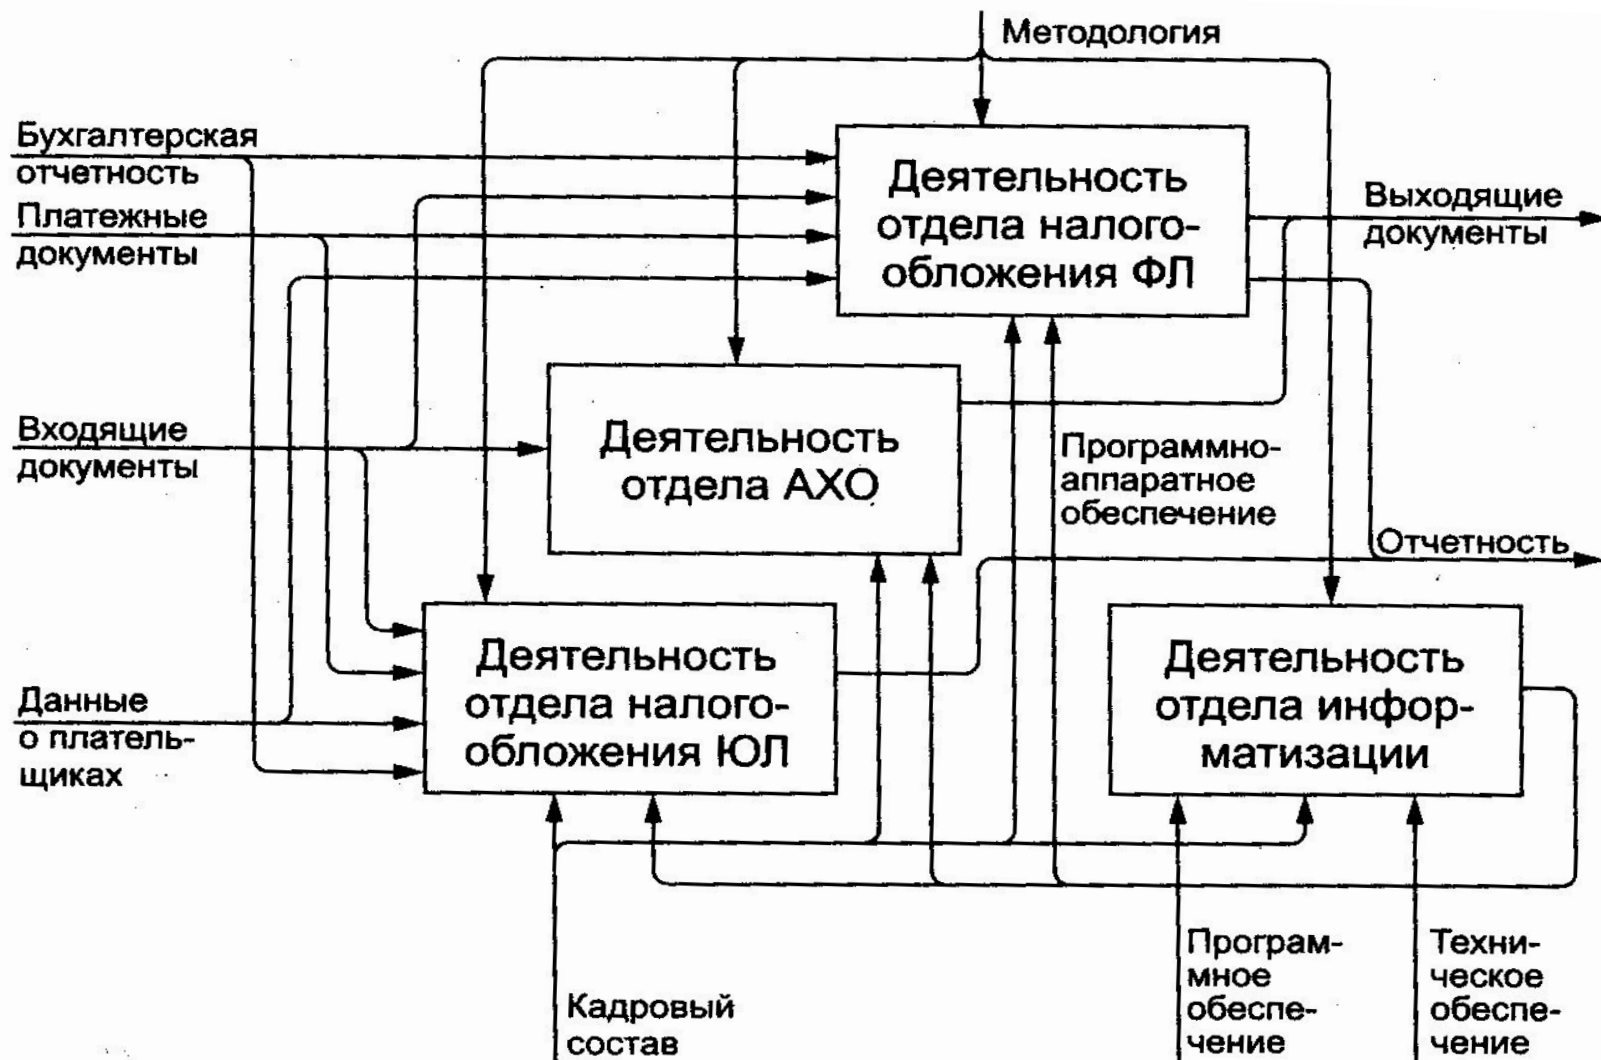 Методология
Бухгалтерская
отчетность
Платежные
документы
Деятельность
отдела налого-
обложения ФЛ
Выходящие
документы
Входящие
документы
Деятельность
отдела АХО
Программно-
аппаратное
обеспечение
Отчетность
Данные
о платель-
щиках
Деятельность
отдела налого-
обложения ЮЛ
Деятельность
отдела инфор-
матизации
Кадровый
состав
Програм-
мное
обеспе-
чение
Техни-
ческое
обеспе-
чение